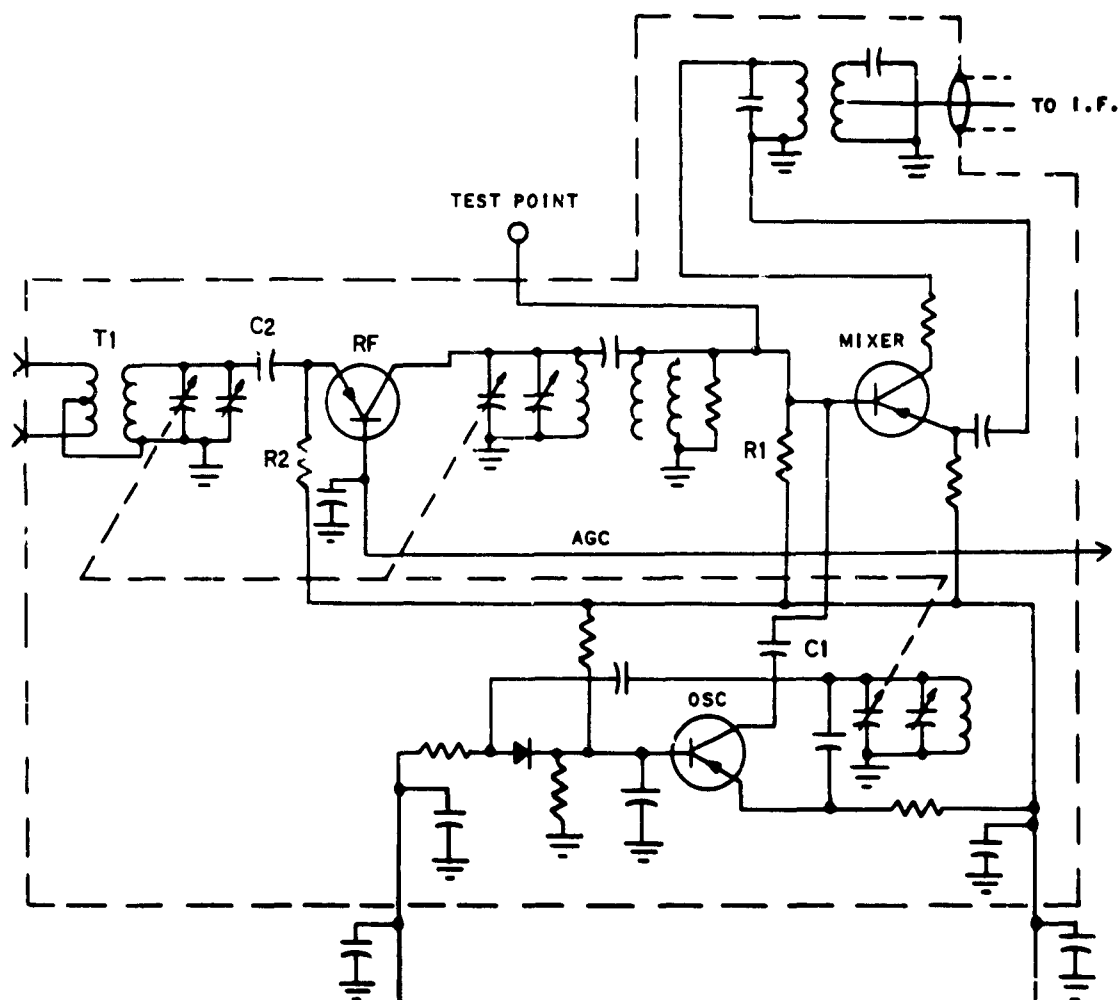 TO I.F.
TEST POINT
T1
C2
RF
MIXER
R2
R1
AGC
C1
OSC